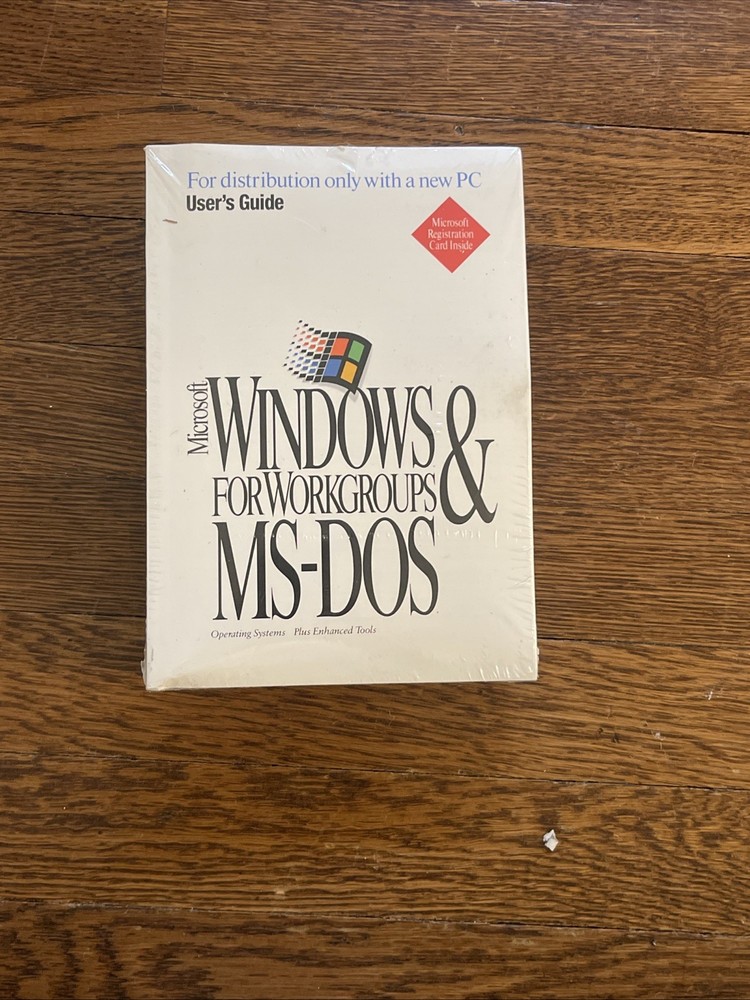 For distribution only with a new PC
User's Guide
Microsoft
Registration
Card Inside
Microsoft
WINDOWS
FOR WORKGROUPS
&
MS-DOS
Operating Systems Plus Enhanced Tools